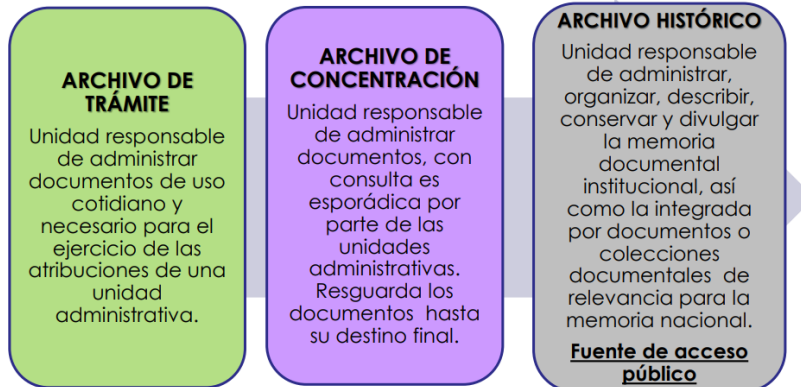 ARCHIVO DE
TRÁMITE
Unidad responsable
de administrar
documentos de uso
cotidiano y
necesario para el
ejercicio de las
atribuciones de una
unidad
administrativa.
ARCHIVO DE
CONCENTRACIÓN
Unidad responsable
de administrar
documentos, con
consulta es
esporádica por
parte de las
unidades
administrativas.
Resguarda los
documentos hasta
su destino final.
ARCHIVO HISTÓRICO
Unidad responsable
de administrar,
organizar, describir,
conservar y divulgar
la memoria
documental
institucional, así
como la integrada
por documentos o
colecciones
documentales de
relevancia para la
memoria nacional.
Fuente de acceso
público